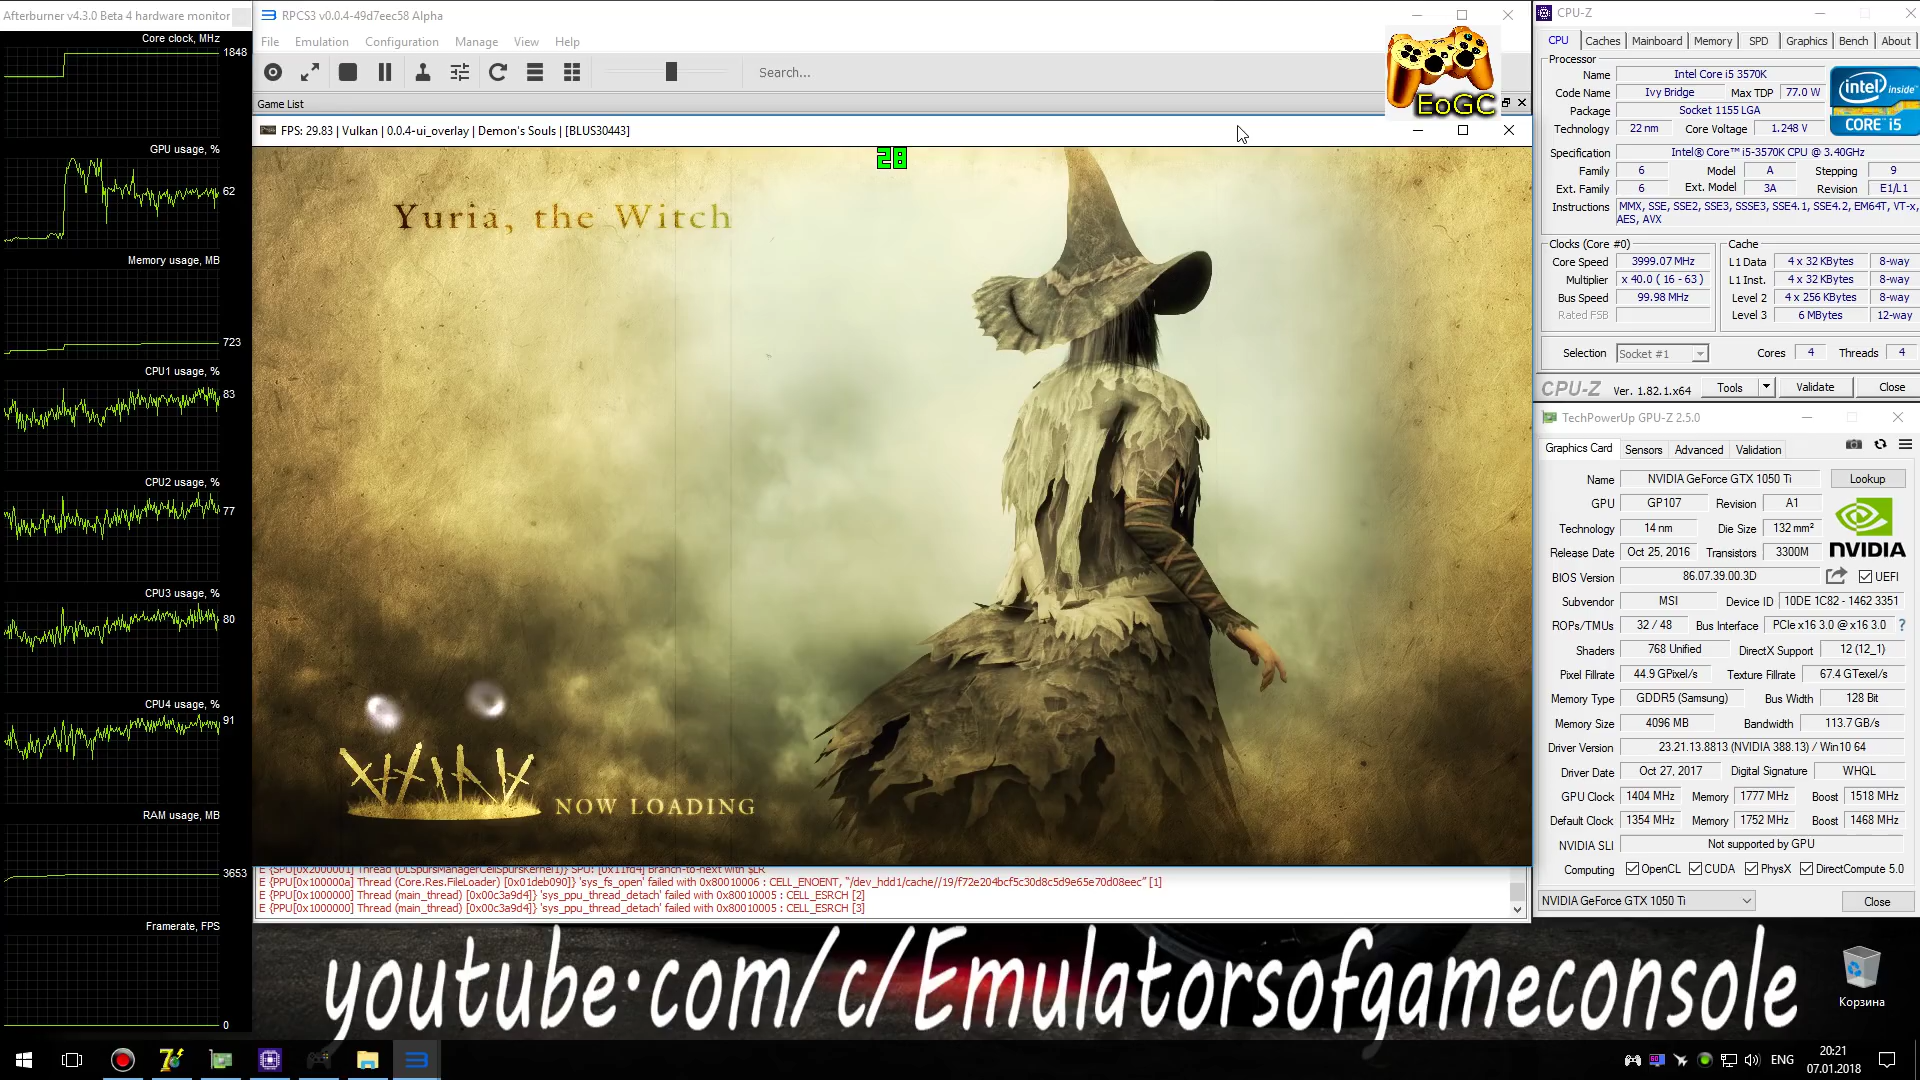 Afterburner v4.3.0 Beta 4 hardware monitor
Core clock, MHz
1848
GPU usage, %
62
Memory usage, MB
723
CPU1 usage, %
83
CPU2 usage, %
77
CPU3 usage, %
80
CPU4 usage, %
91
RAM usage, MB
3653
Framerate, FPS
0
RPCS3 v0.0.4-49d7eec58 Alpha
File Emulation Configuration Manage View Help
Search...
EoGC
Game List
FPS: 29.83 | Vulkan | 0.0.4-ui_overlay | Demon's Souls | [BLUS30443]
28
Yuria, the Witch
NOW LOADING
E {SPU[0x2000001] Thread (DLSpursManagerCellSpursKernel1)} SPU: [0x11fd4] Branch-to-next with $LR
E {PPU[0x100000a] Thread (Core.Res.FileLoader) [0x01deb090]} 'sys_fs_open' failed with 0x80010006 : CELL_ENOENT, “/dev_hdd1/cache//19/f72e204bcf5c30d8c5d9e65e70d08eec” [1]
E {PPU[0x1000000] Thread (main_thread) [0x00c3a9d4]} 'sys_ppu_thread_detach' failed with 0x80010005 : CELL_ESRCH [2]
E {PPU[0x1000000] Thread (main_thread) [0x00c3a9d4]} 'sys_ppu_thread_detach' failed with 0x80010005 : CELL_ESRCH [3]
CPU-Z
CPU Caches Mainboard Memory SPD Graphics Bench About
Processor
Name Intel Core i5 3570K
Code Name Ivy Bridge Max TDP 77.0 W
Package Socket 1155 LGA
Technology 22 nm Core Voltage 1.248 V
intel inside™
CORE™ i5
Specification Intel® Core™ i5-3570K CPU @ 3.40GHz
Family 6 Model A Stepping 9
Ext. Family 6 Ext. Model 3A Revision E1/L1
Instructions MMX, SSE, SSE2, SSE3, SSSE3, SSE4.1, SSE4.2, EM64T, VT-x,
AES, AVX
Clocks (Core #0) Cache
Core Speed 3999.07 MHz L1 Data 4 x 32 KBytes 8-way
Multiplier x 40.0 ( 16 - 63 ) L1 Inst. 4 x 32 KBytes 8-way
Bus Speed 99.98 MHz Level 2 4 x 256 KBytes 8-way
Rated FSB Level 3 6 MBytes 12-way
Selection Socket #1 Cores 4 Threads 4
CPU-Z Ver. 1.82.1.x64 Tools Validate Close
TechPowerUp GPU-Z 2.5.0
Graphics Card Sensors Advanced Validation
Name NVIDIA GeForce GTX 1050 Ti Lookup
GPU GP107 Revision A1
Technology 14 nm Die Size 132 mm²
Release Date Oct 25, 2016 Transistors 3300M
NVIDIA
BIOS Version 86.07.39.00.3D UEFI
Subvendor MSI Device ID 10DE 1C82 - 1462 3351
ROPs/TMUs 32 / 48 Bus Interface PCIe x16 3.0 @ x16 3.0 ?
Shaders 768 Unified DirectX Support 12 (12_1)
Pixel Fillrate 44.9 GPixel/s Texture Fillrate 67.4 GTexel/s
Memory Type GDDR5 (Samsung) Bus Width 128 Bit
Memory Size 4096 MB Bandwidth 113.7 GB/s
Driver Version 23.21.13.8813 (NVIDIA 388.13) / Win10 64
Driver Date Oct 27, 2017 Digital Signature WHQL
GPU Clock 1404 MHz Memory 1777 MHz Boost 1518 MHz
Default Clock 1354 MHz Memory 1752 MHz Boost 1468 MHz
NVIDIA SLI Not supported by GPU
Computing OpenCL CUDA PhysX DirectCompute 5.0
NVIDIA GeForce GTX 1050 Ti Close
youtube.com/c/Emulatorsofgameconsole
Корзина
ENG
20:21
07.01.2018